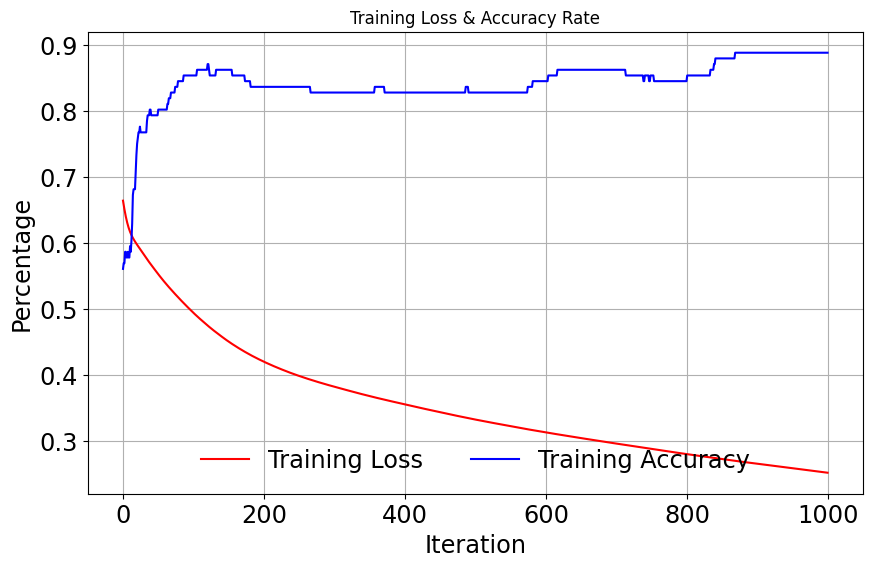 Training Loss & Accuracy Rate
0.9
0.8
0.7
0.6
0.5
0.4
0.3
Percentage
Training Loss Training Accuracy
0 200 400 600 800 1000
Iteration